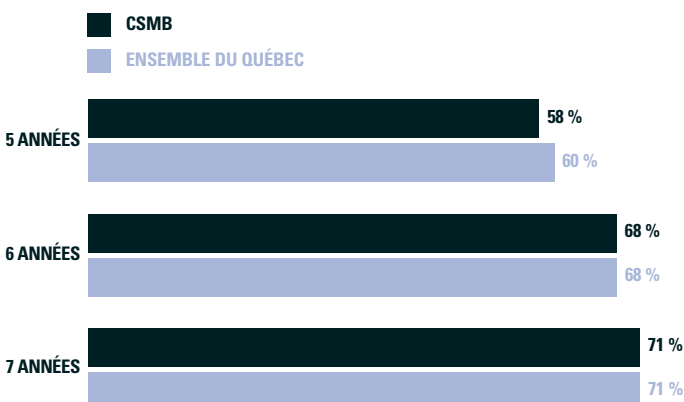 CSMB
ENSEMBLE DU QUÉBEC
5 ANNÉES
58 %
60 %
6 ANNÉES
68 %
68 %
7 ANNÉES
71 %
71 %